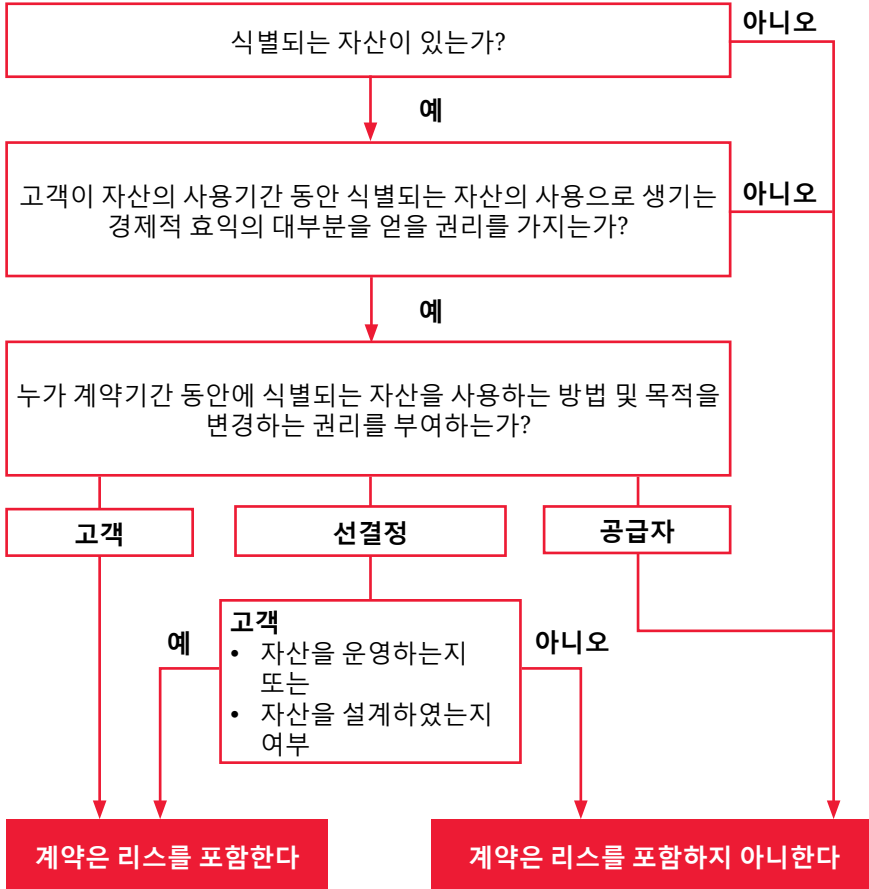 식별되는 자산이 있는가?
아니오
예
고객이 자산의 사용기간 동안 식별되는 자산의 사용으로 생기는
경제적 효익의 대부분을 얻을 권리를 가지는가?
아니오
예
누가 계약기간 동안에 식별되는 자산을 사용하는 방법 및 목적을
변경하는 권리를 부여하는가?
고객
선결정
공급자
예
고객
• 자산을 운영하는지
또는
• 자산을 설계하였는지
여부
아니오
계약은 리스를 포함한다
계약은 리스를 포함하지 아니한다